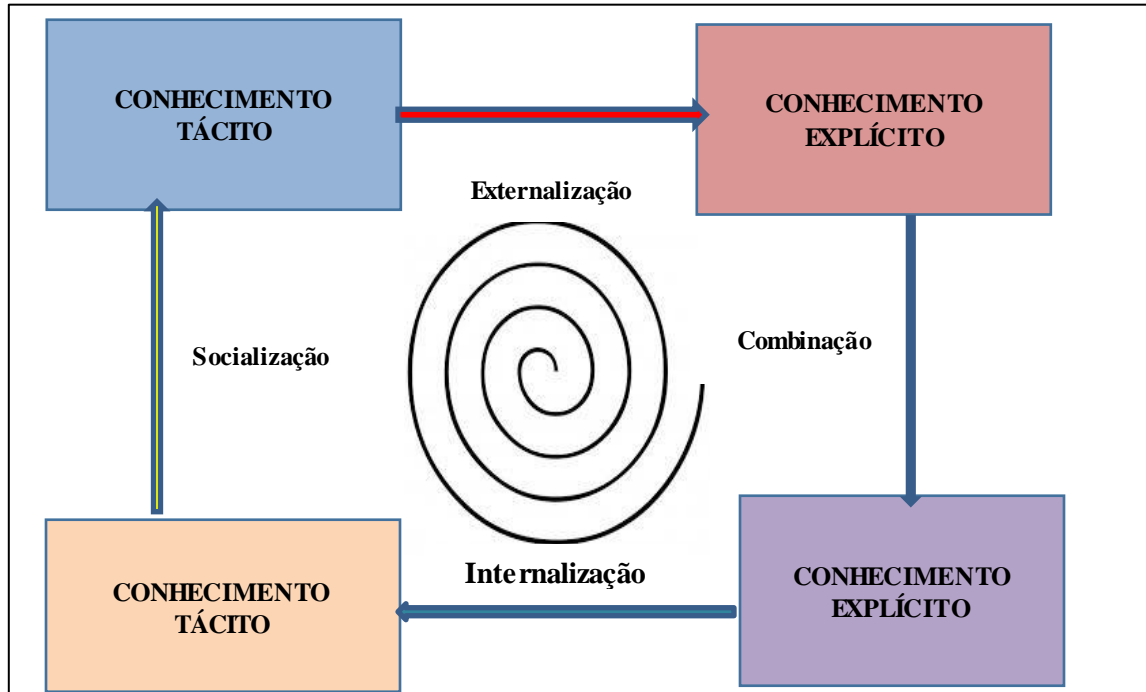 CONHECIMENTO
TÁCITO
CONHECIMENTO
EXPLÍCITO
Externalização
Socialização
Combinação
Internalização
CONHECIMENTO
TÁCITO
CONHECIMENTO
EXPLÍCITO